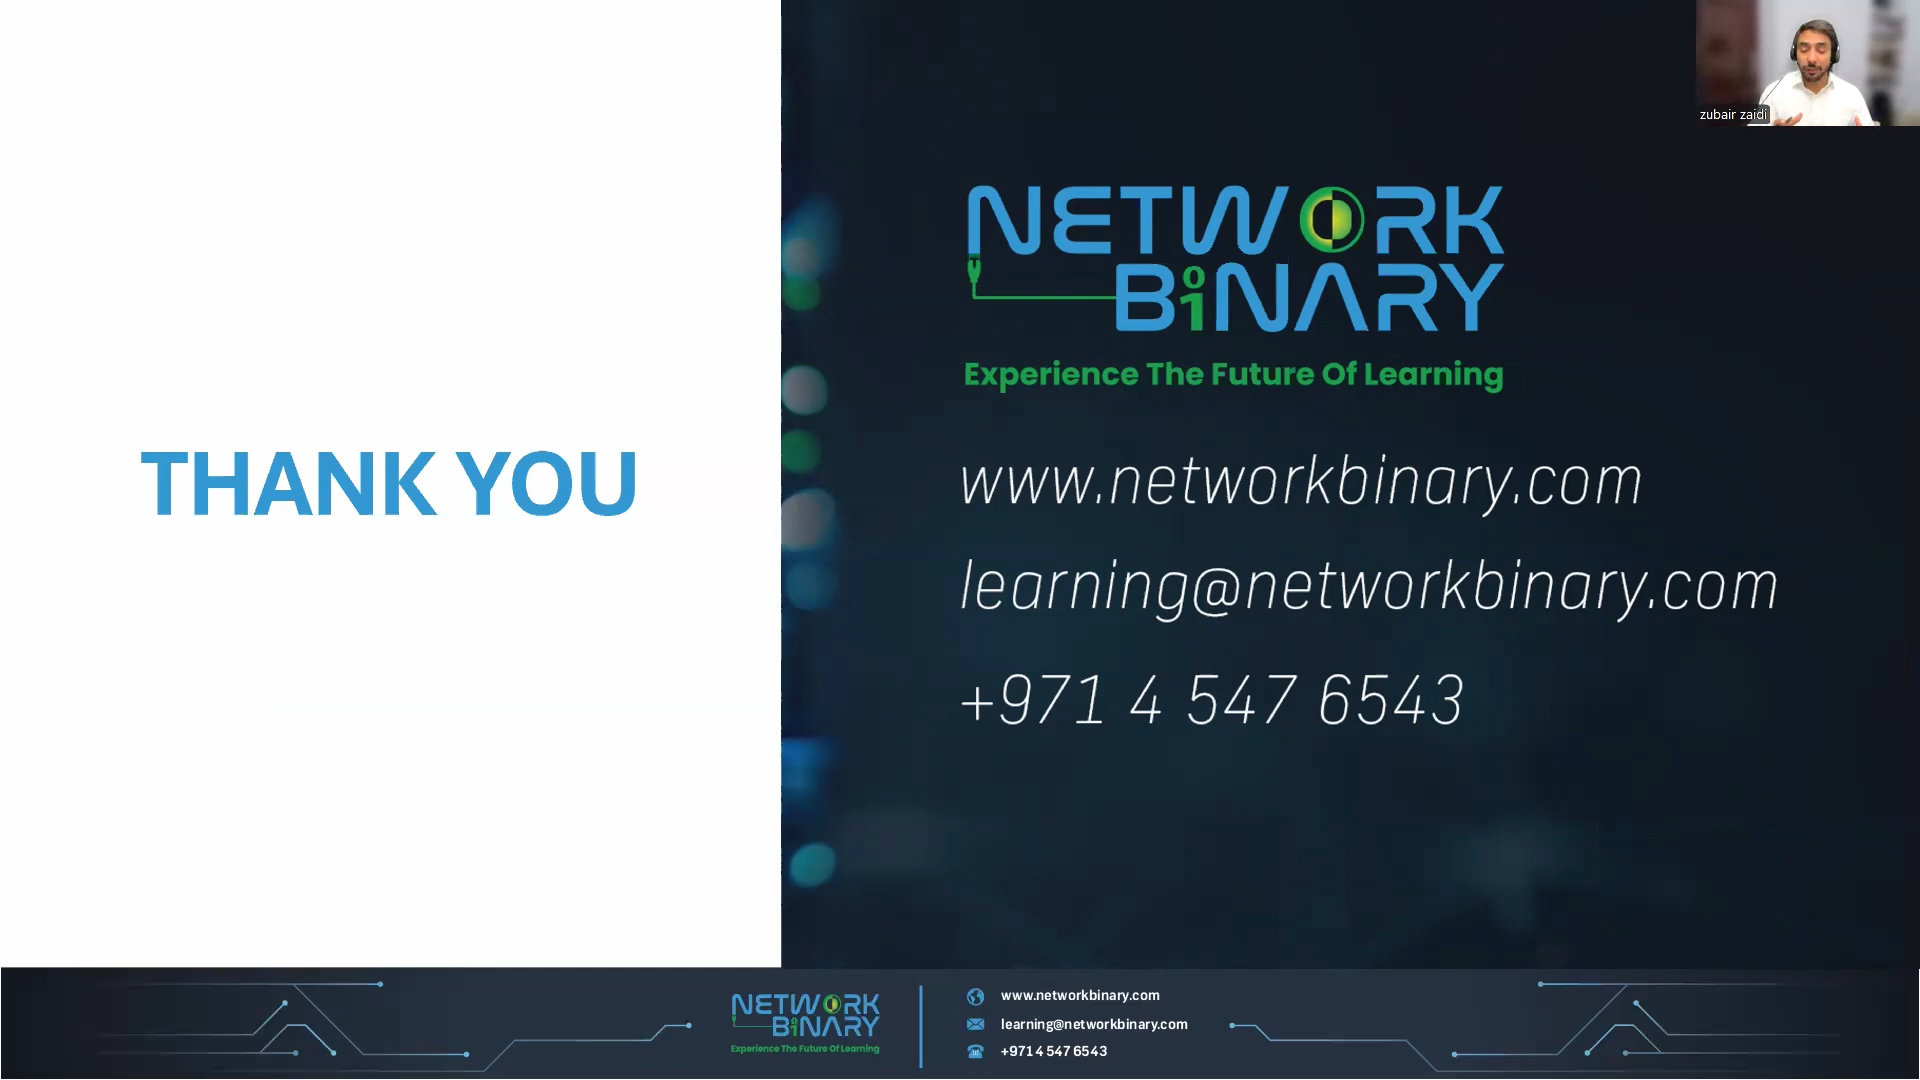 zubair zaidi
THANK YOU
NETWORK
BiNARY
Experience The Future Of Learning
www.networkbinary.com
learning@networkbinary.com
+971 4 547 6543
NETWORK
BiNARY
Experience The Future Of Learning
www.networkbinary.com
learning@networkbinary.com
+971 4 547 6543